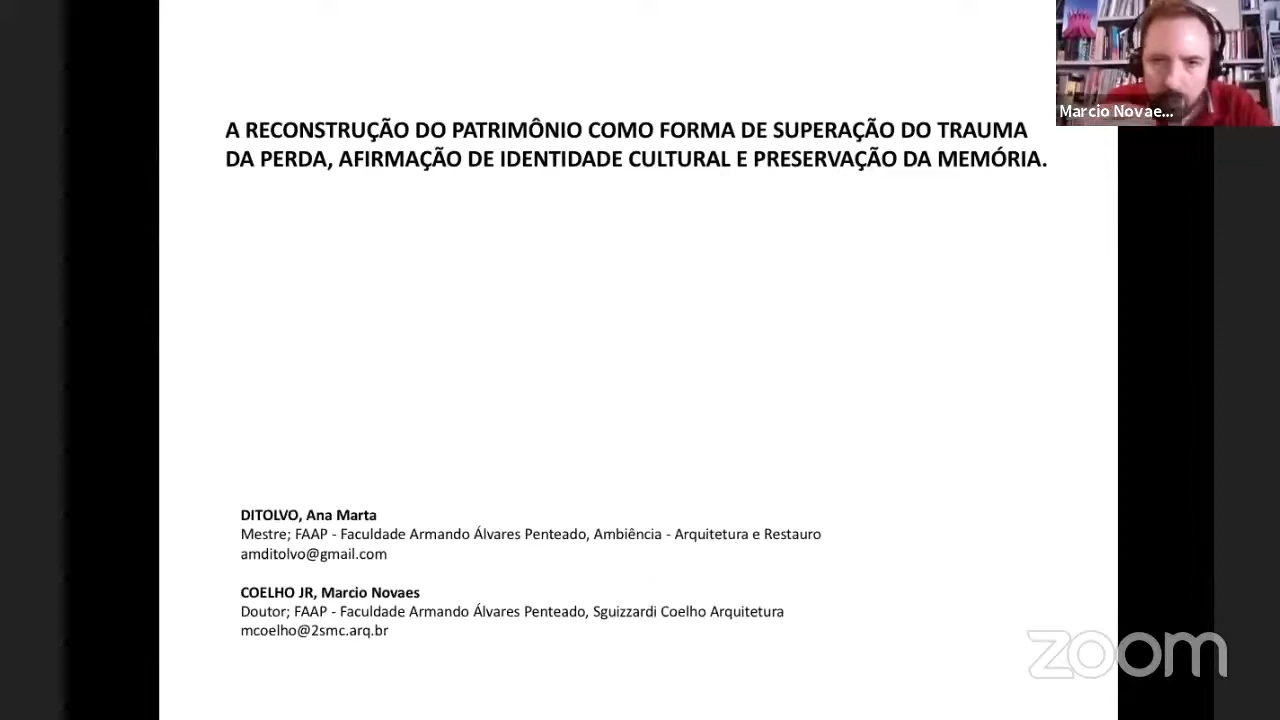 A RECONSTRUÇÃO DO PATRIMÔNIO COMO FORMA DE SUPERAÇÃO DO TRAUMA
DA PERDA, AFIRMAÇÃO DE IDENTIDADE CULTURAL E PRESERVAÇÃO DA MEMÓRIA.
Marcio Novae...
DITOLVO, Ana Marta
Mestre; FAAP - Faculdade Armando Álvares Penteado, Ambiência - Arquitetura e Restauro
amditolvo@gmail.com
COELHO JR, Marcio Novaes
Doutor; FAAP - Faculdade Armando Álvares Penteado, Sguizzardi Coelho Arquitetura
mcoelho@2smc.arq.br
zoom